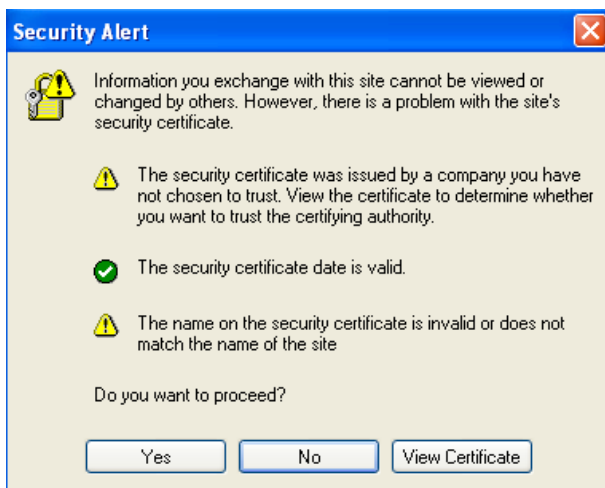 Security Alert
Information you exchange with this site cannot be viewed or
changed by others. However, there is a problem with the site's
security certificate.
The security certificate was issued by a company you have
not chosen to trust. View the certificate to determine whether
you want to trust the certifying authority.
The security certificate date is valid.
The name on the security certificate is invalid or does not
match the name of the site
Do you want to proceed?
Yes
No
View Certificate